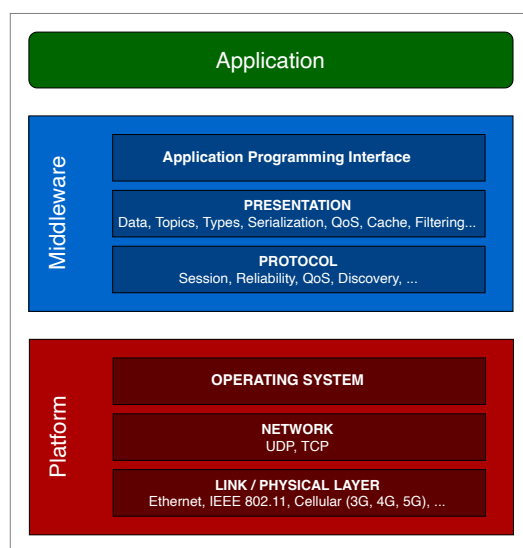 Application
Middleware
Application Programming Interface
PRESENTATION
Data, Topics, Types, Serialization, QoS, Cache, Filtering...
PROTOCOL
Session, Reliability, QoS, Discovery, ...
Platform
OPERATING SYSTEM
NETWORK
UDP, TCP
LINK / PHYSICAL LAYER
Ethernet, IEEE 802.11, Cellular (3G, 4G, 5G), ...